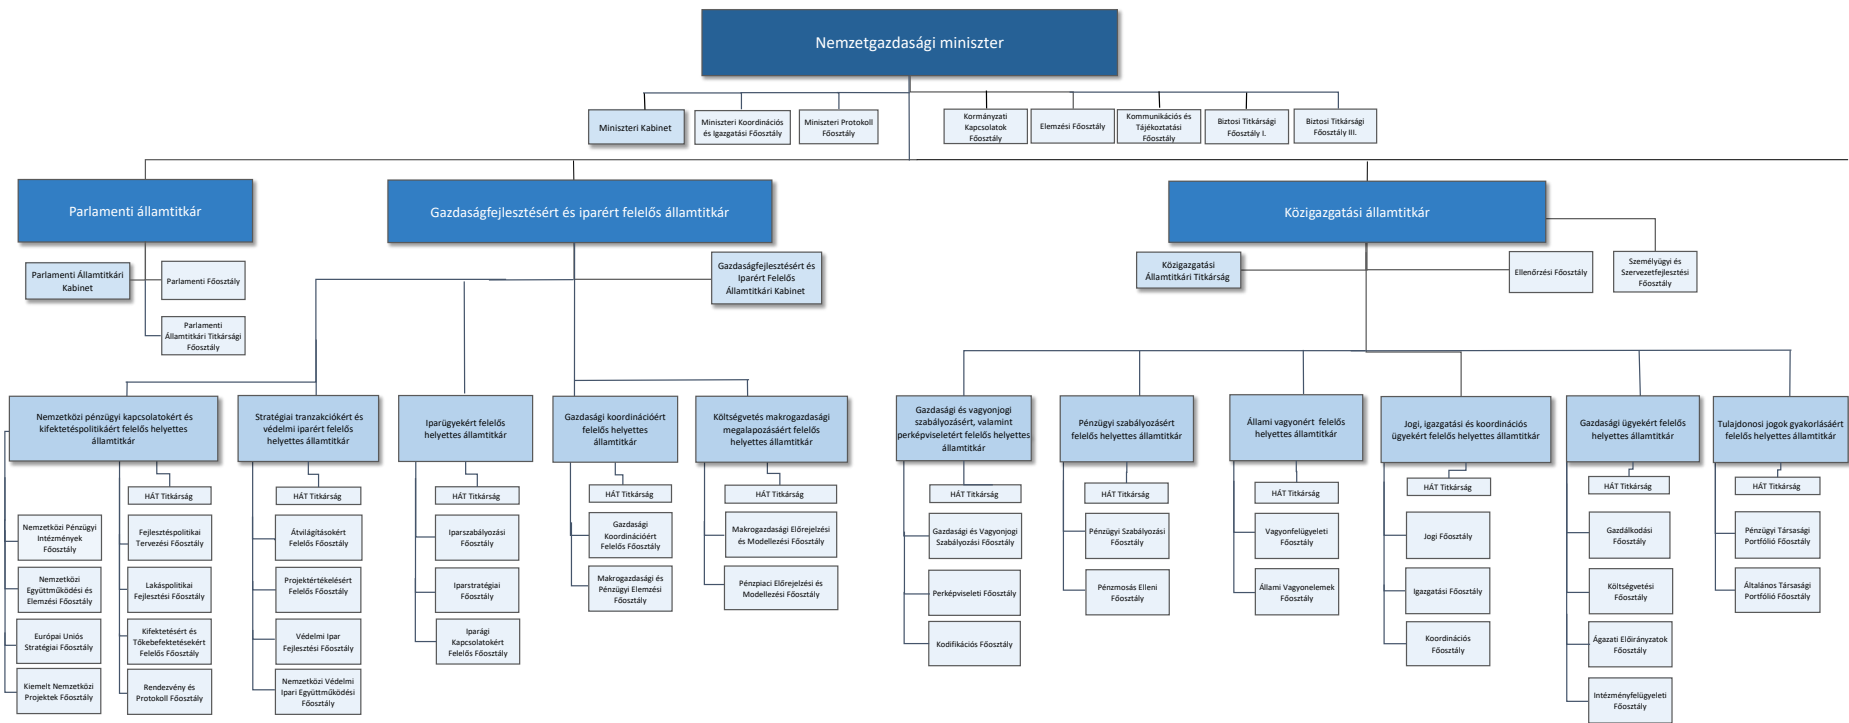 Nemzetgazdasági miniszter
Miniszteri Kabinet
Miniszteri Koordinációs
és Igazgatási Főosztály
Miniszteri Protokoll
Főosztály
Kormányzati
Kapcsolatok
Főosztály
Elemzési Főosztály
Kommunikációs és
Tájékoztatási
Főosztály
Biztosi Titkársági
Főosztály I.
Biztosi Titkársági
Főosztály III.
Parlamenti államtitkár
Gazdaságfejlesztésért és iparért felelős államtitkár
Közigazgatási államtitkár
Parlamenti Államtitkári
Kabinet
Parlamenti Főosztály
Parlamenti
Államtitkári Titkársági
Főosztály
Gazdaságfejlesztésért és
Iparért Felelős
Államtitkári Kabinet
Közigazgatási
Államtitkári Titkárság
Ellenőrzési Főosztály
Személyügyi és
Szervezetfejlesztési
Főosztály
Nemzetközi pénzügyi kapcsolatokért és
kifektetéspolitikáért felelős helyettes
államtitkár
Stratégiai tranzakciókért és
védelmi iparért felelős
helyettes államtitkár
Iparügyekért felelős
helyettes államtitkár
Gazdasági koordinációért
felelős helyettes
államtitkár
Költségvetés makrogazdasági
megalapozásáért felelős
helyettes államtitkár
Gazdasági és vagyonjogi
szabályozásért, valamint
perképviseletért felelős helyettes
államtitkár
Pénzügyi szabályozásért
felelős helyettes államtitkár
Állami vagyonért felelős
helyettes államtitkár
Jogi, igazgatási és koordinációs
ügyekért felelős helyettes államtitkár
Gazdasági ügyekért felelős
helyettes államtitkár
Tulajdonosi jogok gyakorlásáért
felelős helyettes államtitkár
HÁT Titkárság
Nemzetközi Pénzügyi
Intézmények
Főosztály
Nemzetközi
Együttműködési és
Elemzési Főosztály
Európai Uniós
Stratégiai Főosztály
Kiemelt Nemzetközi
Projektek Főosztály
Fejlesztéspolitikai
Tervezési Főosztály
Lakáspolitikai
Fejlesztési Főosztály
Kifektetésért és
Tőkebefektetésekért
Felelős Főosztály
Rendezvény és
Protokoll Főosztály
HÁT Titkárság
Átvilágításokért
Felelős Főosztály
Projektértékelésért
Felelős Főosztály
Védelmi Ipar
Fejlesztési Főosztály
Nemzetközi Védelmi
Ipari Együttműködési
Főosztály
HÁT Titkárság
Iparszabályozási
Főosztály
Iparstratégiai
Főosztály
Iparági
Kapcsolatokért
Felelős Főosztály
HÁT Titkárság
Gazdasági
Koordinációért
Felelős Főosztály
Makrogazdasági és
Pénzügyi Elemzési
Főosztály
HÁT Titkárság
Makrogazdasági Előrejelzési
és Modellezési Főosztály
Pénzpiaci Előrejelzési és
Modellezési Főosztály
HÁT Titkárság
Gazdasági és Vagyonjogi
Szabályozási Főosztály
Perképviseleti Főosztály
Kodifikációs Főosztály
HÁT Titkárság
Pénzügyi Szabályozási
Főosztály
Pénzmosás Elleni
Főosztály
HÁT Titkárság
Vagyonfelügyeleti
Főosztály
Állami Vagyonelemek
Főosztály
HÁT Titkárság
Jogi Főosztály
Igazgatási Főosztály
Koordinációs
Főosztály
HÁT Titkárság
Gazdálkodási
Főosztály
Költségvetési
Főosztály
Ágazati Előirányzatok
Főosztály
Intézményfelügyeleti
Főosztály
HÁT Titkárság
Pénzügyi Társasági
Portfólió Főosztály
Általános Társasági
Portfólió Főosztály